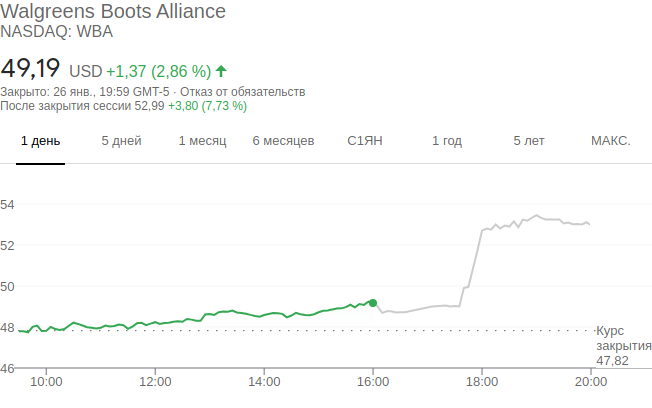 Walgreens Boots Alliance
NASDAQ: WBA
49,19 USD +1,37 (2,86 %)
Закрыто: 26 янв., 19:59 GMT-5 · Отказ от обязательств
После закрытия сессии 52,99 +3,80 (7,73 %)
1 день 5 дней 1 месяц 6 месяцев С1ЯН 1 год 5 лет МАКС.
54
52
50
48
Курс
закрытия
47,82
46
10:00 12:00 14:00 16:00 18:00 20:00